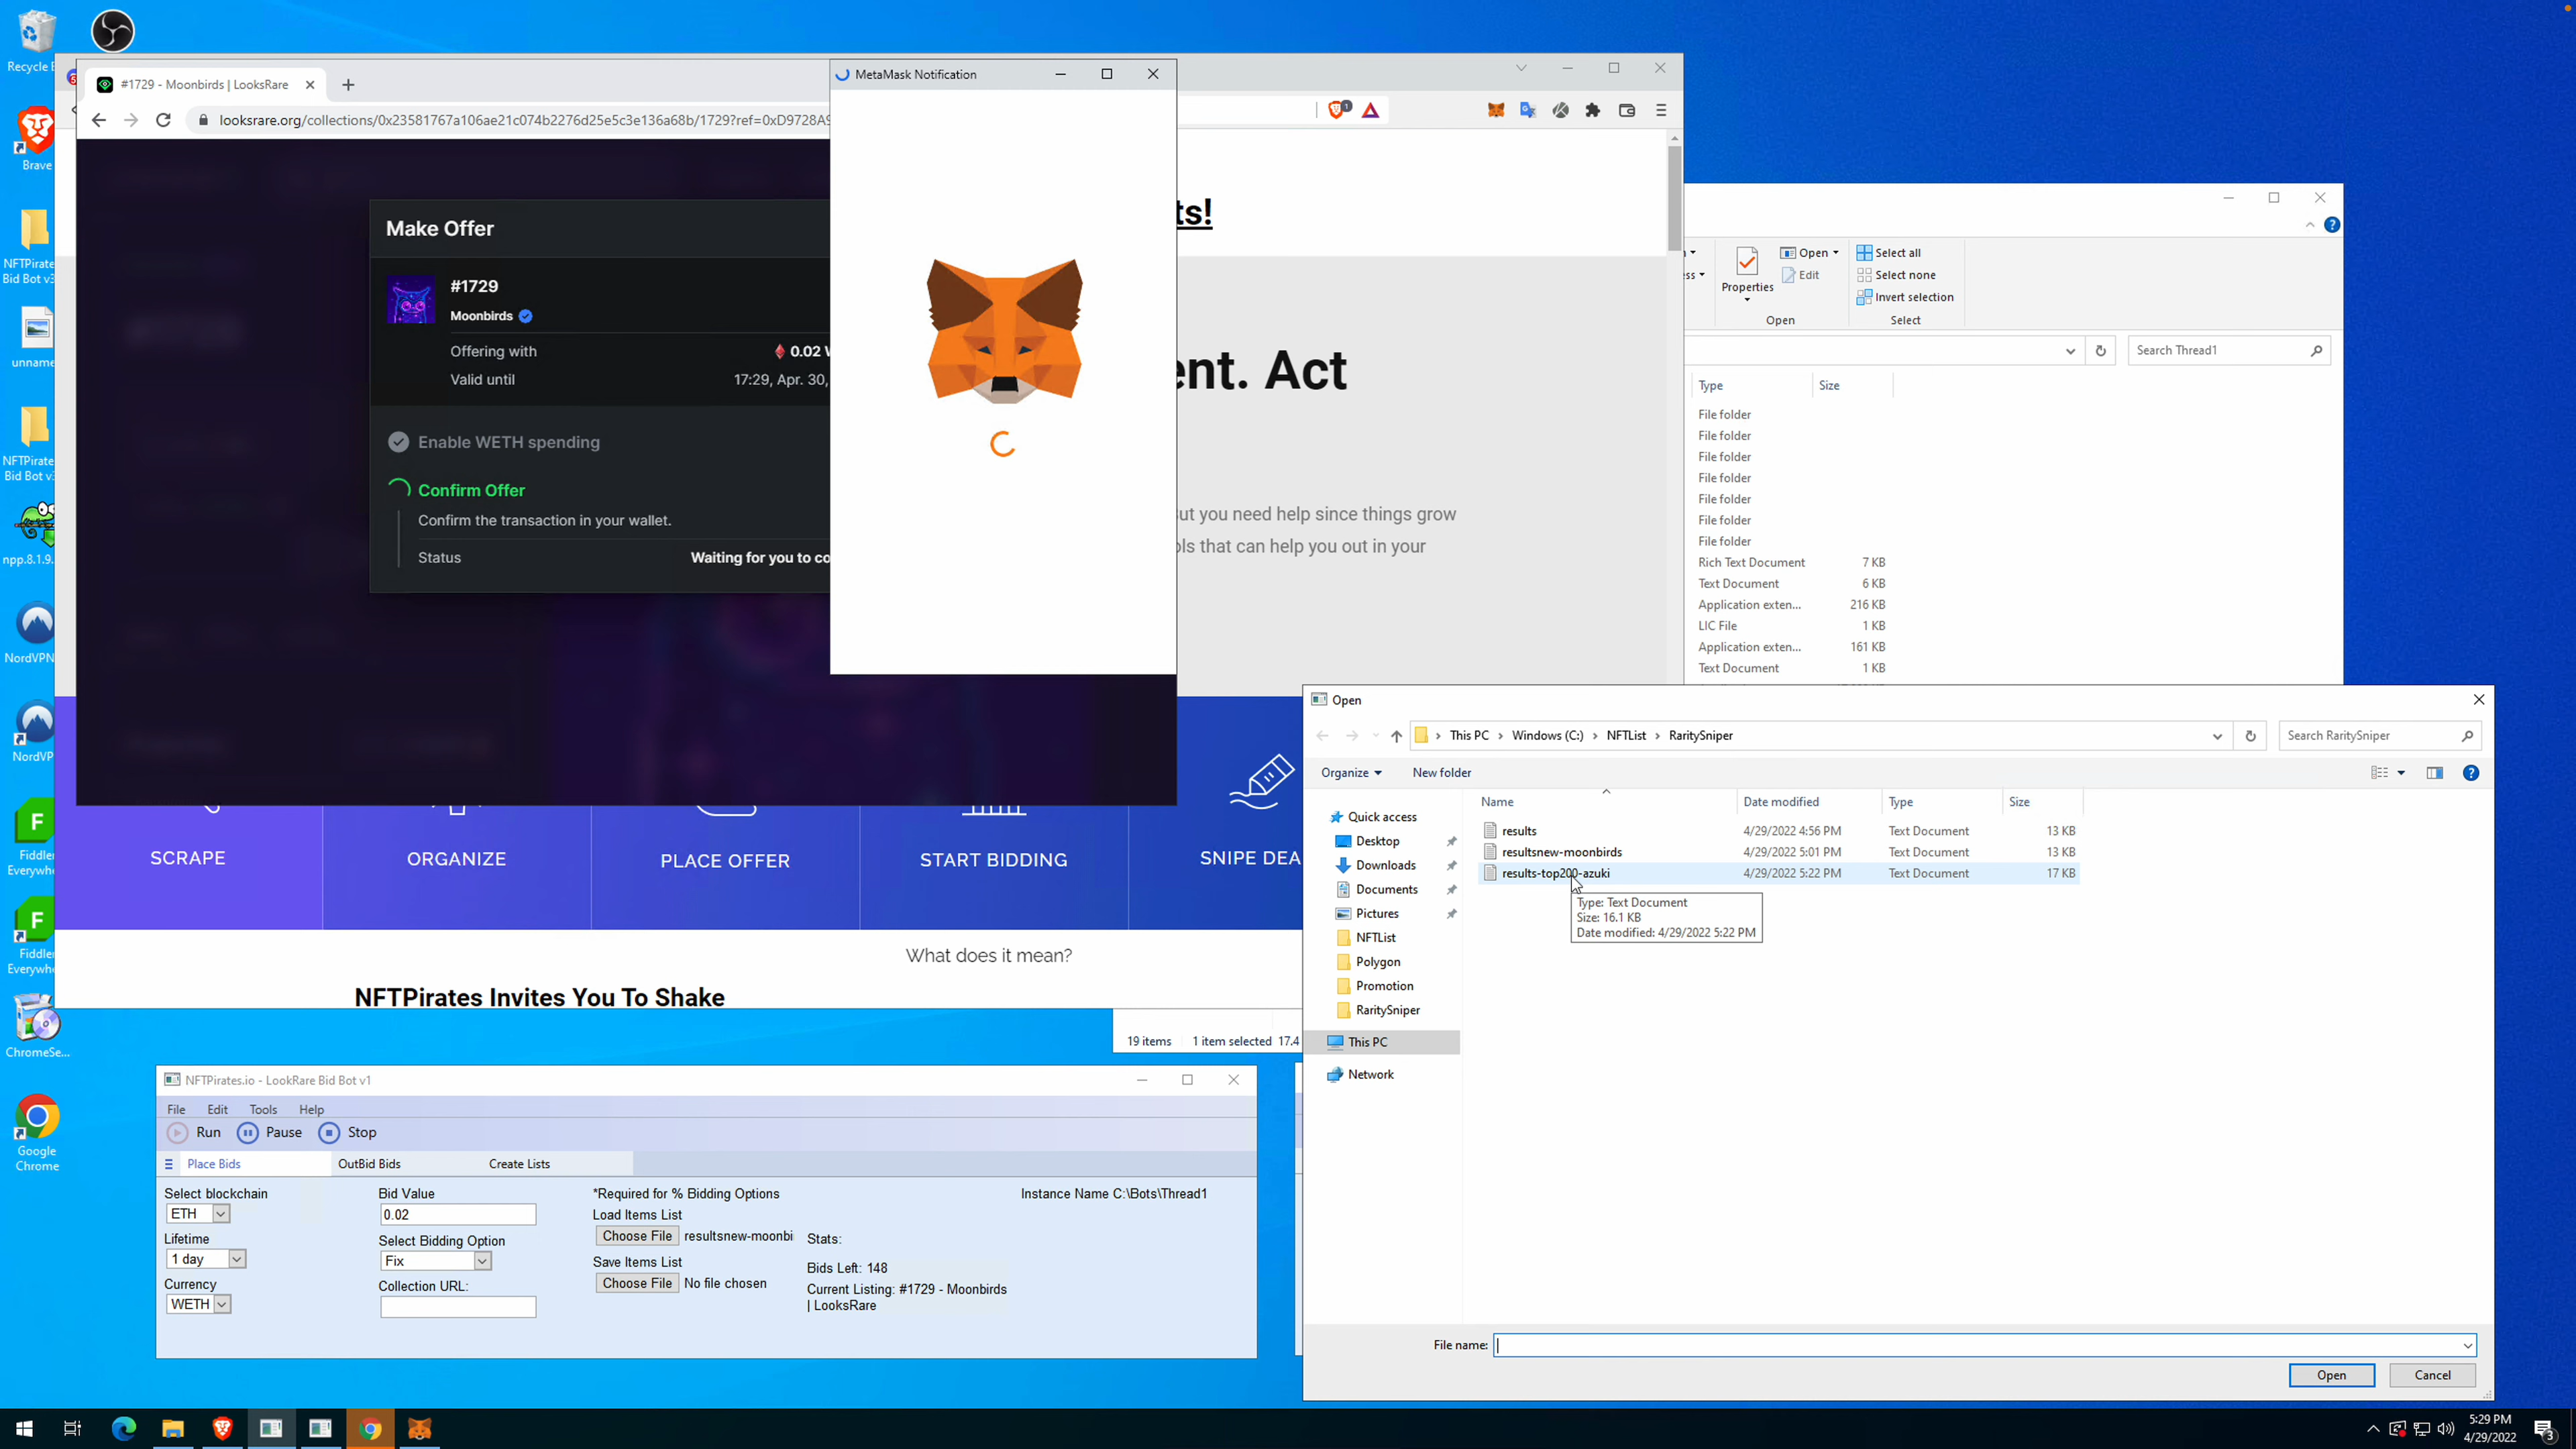 Recycle B
Brave
NFTPirate
Bid Bot v3
unname
NFTPirate
Bid Bot v
npp.8.1.9.
NordVPN
NordVP
Fiddler
Everywhe
Fiddler
Everywhe
ChromeSe...
Google
Chrome
#1729 - Moonbirds | LooksRare
looksrare.org/collections/0x23581767a106ae21c074b2276d25e5c3e136a68b/1729?ref=0xD9728A9
Make Offer
#1729
Moonbirds
Offering with
0.02 W
Valid until
17:29, Apr. 30,
Enable WETH spending
Confirm Offer
Confirm the transaction in your wallet.
Status
Waiting for you to co
MetaMask Notification
1
ts!
ent. Act
But you need help since things grow
ols that can help you out in your
SCRAPE
ORGANIZE
PLACE OFFER
START BIDDING
SNIPE DEA
What does it mean?
NFTPirates Invites You To Shake
19 items
1 item selected 17.4
Properties
Open
Edit
Select all
Select none
Invert selection
Open
Select
ess
Search Thread1
Type
Size
File folder
File folder
File folder
File folder
File folder
File folder
File folder
Rich Text Document 7 KB
Text Document 6 KB
Application exten... 216 KB
LIC File 1 KB
Application exten... 161 KB
Text Document 1 KB
Open
This PC > Windows (C:) > NFTList > RaritySniper
Search RaritySniper
Organize
New folder
Name Date modified Type Size
Quick access
Desktop
Downloads
Documents
Pictures
NFTList
Polygon
Promotion
RaritySniper
This PC
Network
results 4/29/2022 4:56 PM Text Document 13 KB
resultsnew-moonbirds 4/29/2022 5:01 PM Text Document 13 KB
results-top200-azuki 4/29/2022 5:22 PM Text Document 17 KB
Type: Text Document
Size: 16.1 KB
Date modified: 4/29/2022 5:22 PM
File name:
Open
Cancel
NFTPirates.io - LookRare Bid Bot v1
File Edit Tools Help
Run Pause Stop
Place Bids OutBid Bids Create Lists
Select blockchain
ETH
Lifetime
1 day
Currency
WETH
Bid Value
0.02
Select Bidding Option
Fix
Collection URL:
*Required for % Bidding Options
Load Items List
Choose File resultsnew-moonbi
Save Items List
Choose File No file chosen
Instance Name C:\Bots\Thread1
Stats:
Bids Left: 148
Current Listing: #1729 - Moonbirds
| LooksRare
5:29 PM
4/29/2022
3